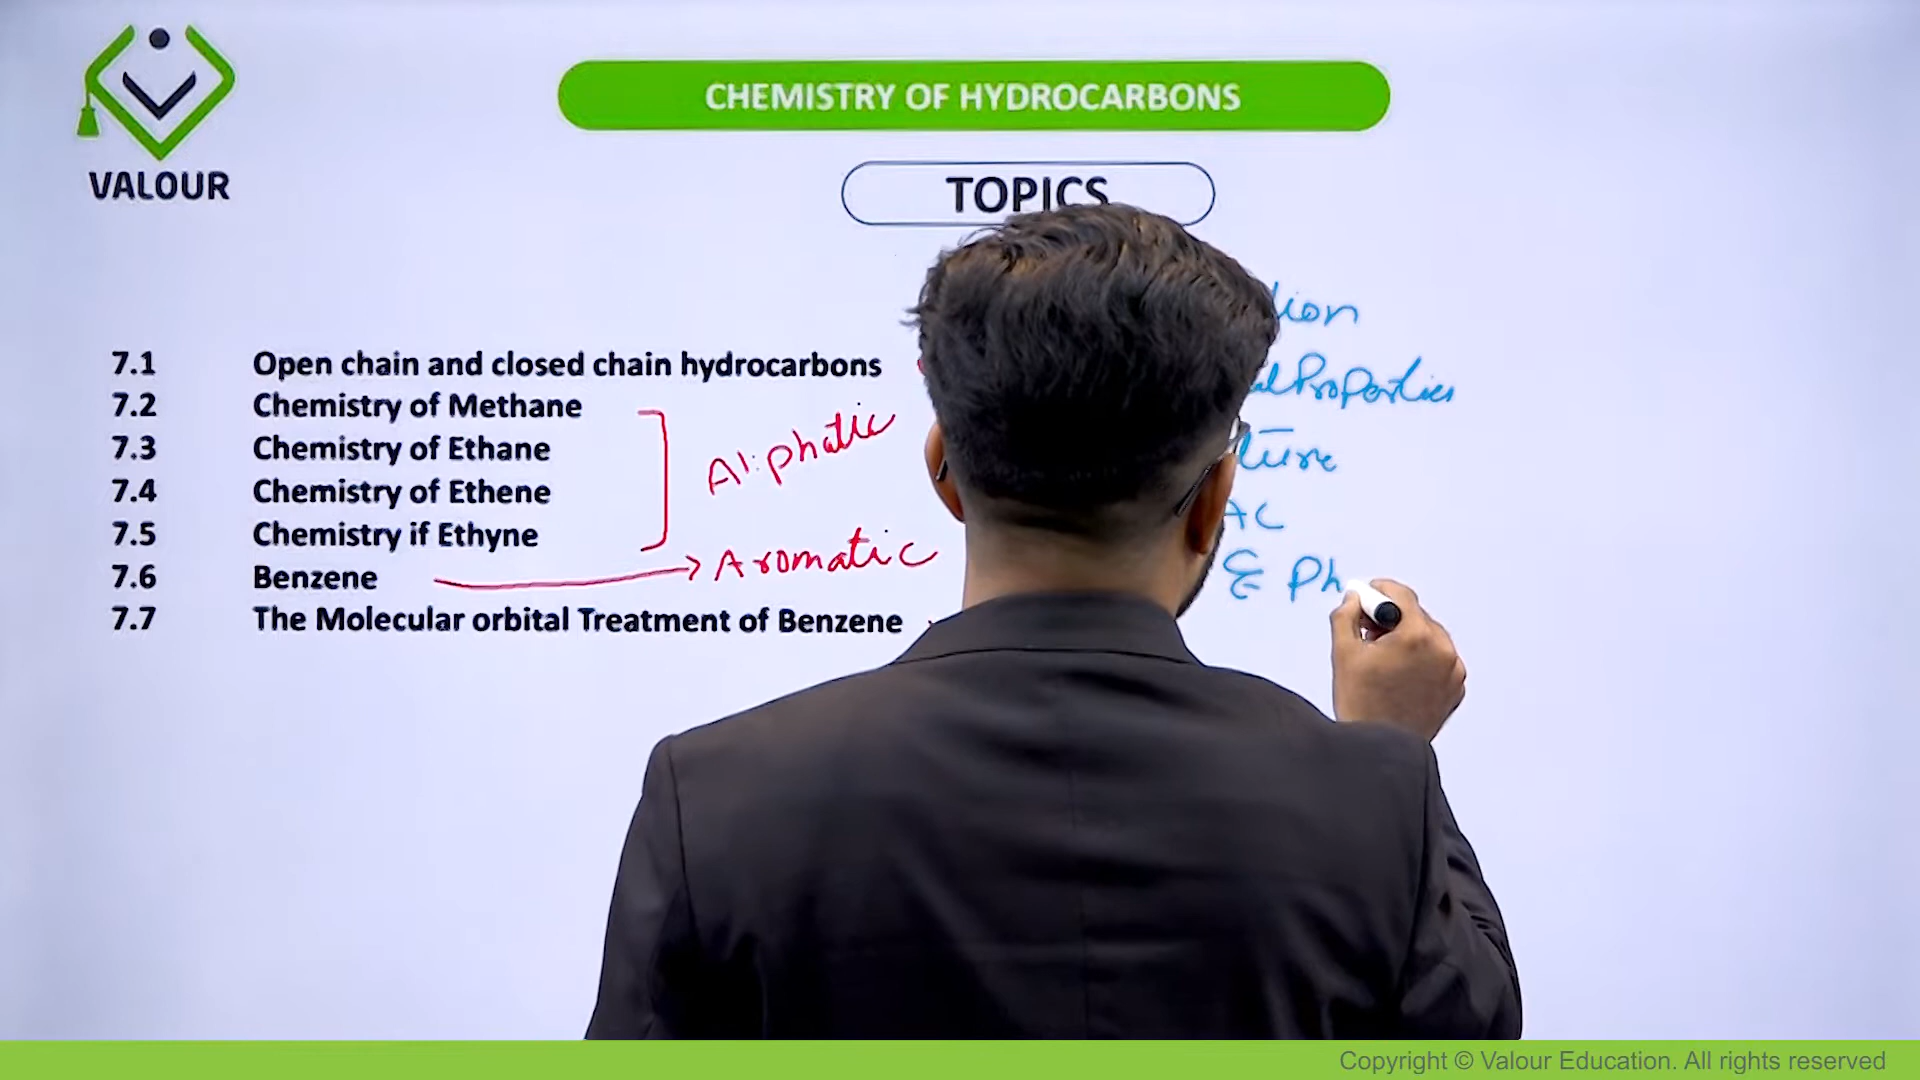 VALOUR
CHEMISTRY OF HYDROCARBONS
TOPICS
7.1 Open chain and closed chain hydrocarbons
7.2 Chemistry of Methane
7.3 Chemistry of Ethane
7.4 Chemistry of Ethene
7.5 Chemistry if Ethyne
7.6 Benzene
7.7 The Molecular orbital Treatment of Benzene
Aliphatic
Aromatic
Properties
& Ph
Copyright © Valour Education. All rights reserved